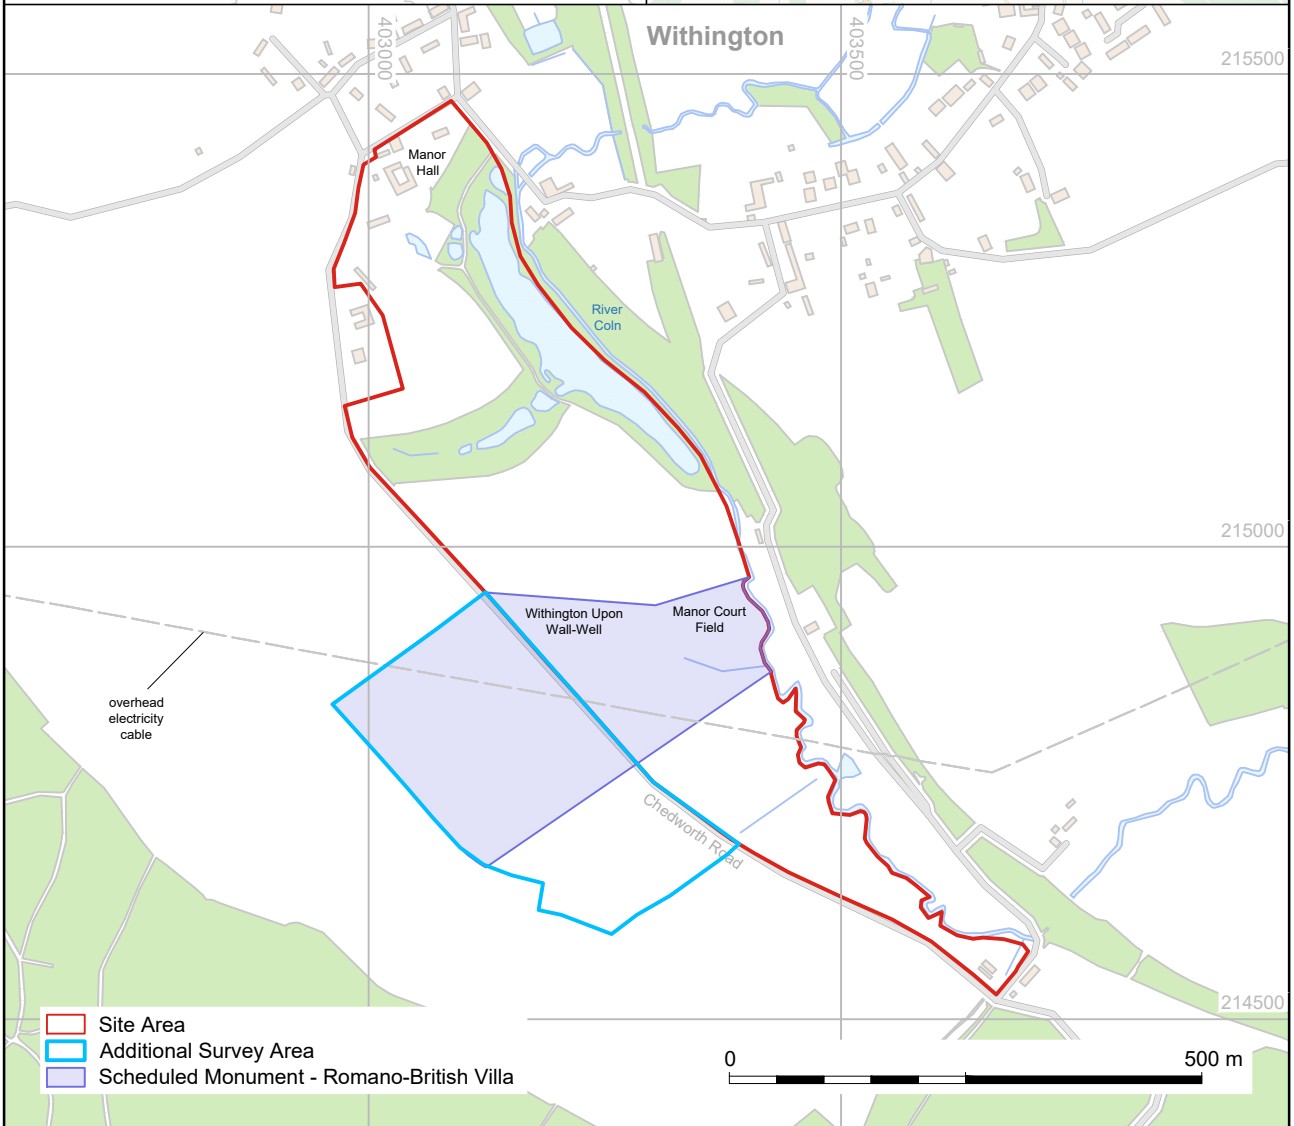 Withington
403000
403500
215500
Manor
Hall
River
Coln
215000
Withington Upon
Wall-Well
Manor Court
Field
overhead
electricity
cable
Chedworth Road
214500
Site Area
Additional Survey Area
Scheduled Monument - Romano-British Villa
0
500 m